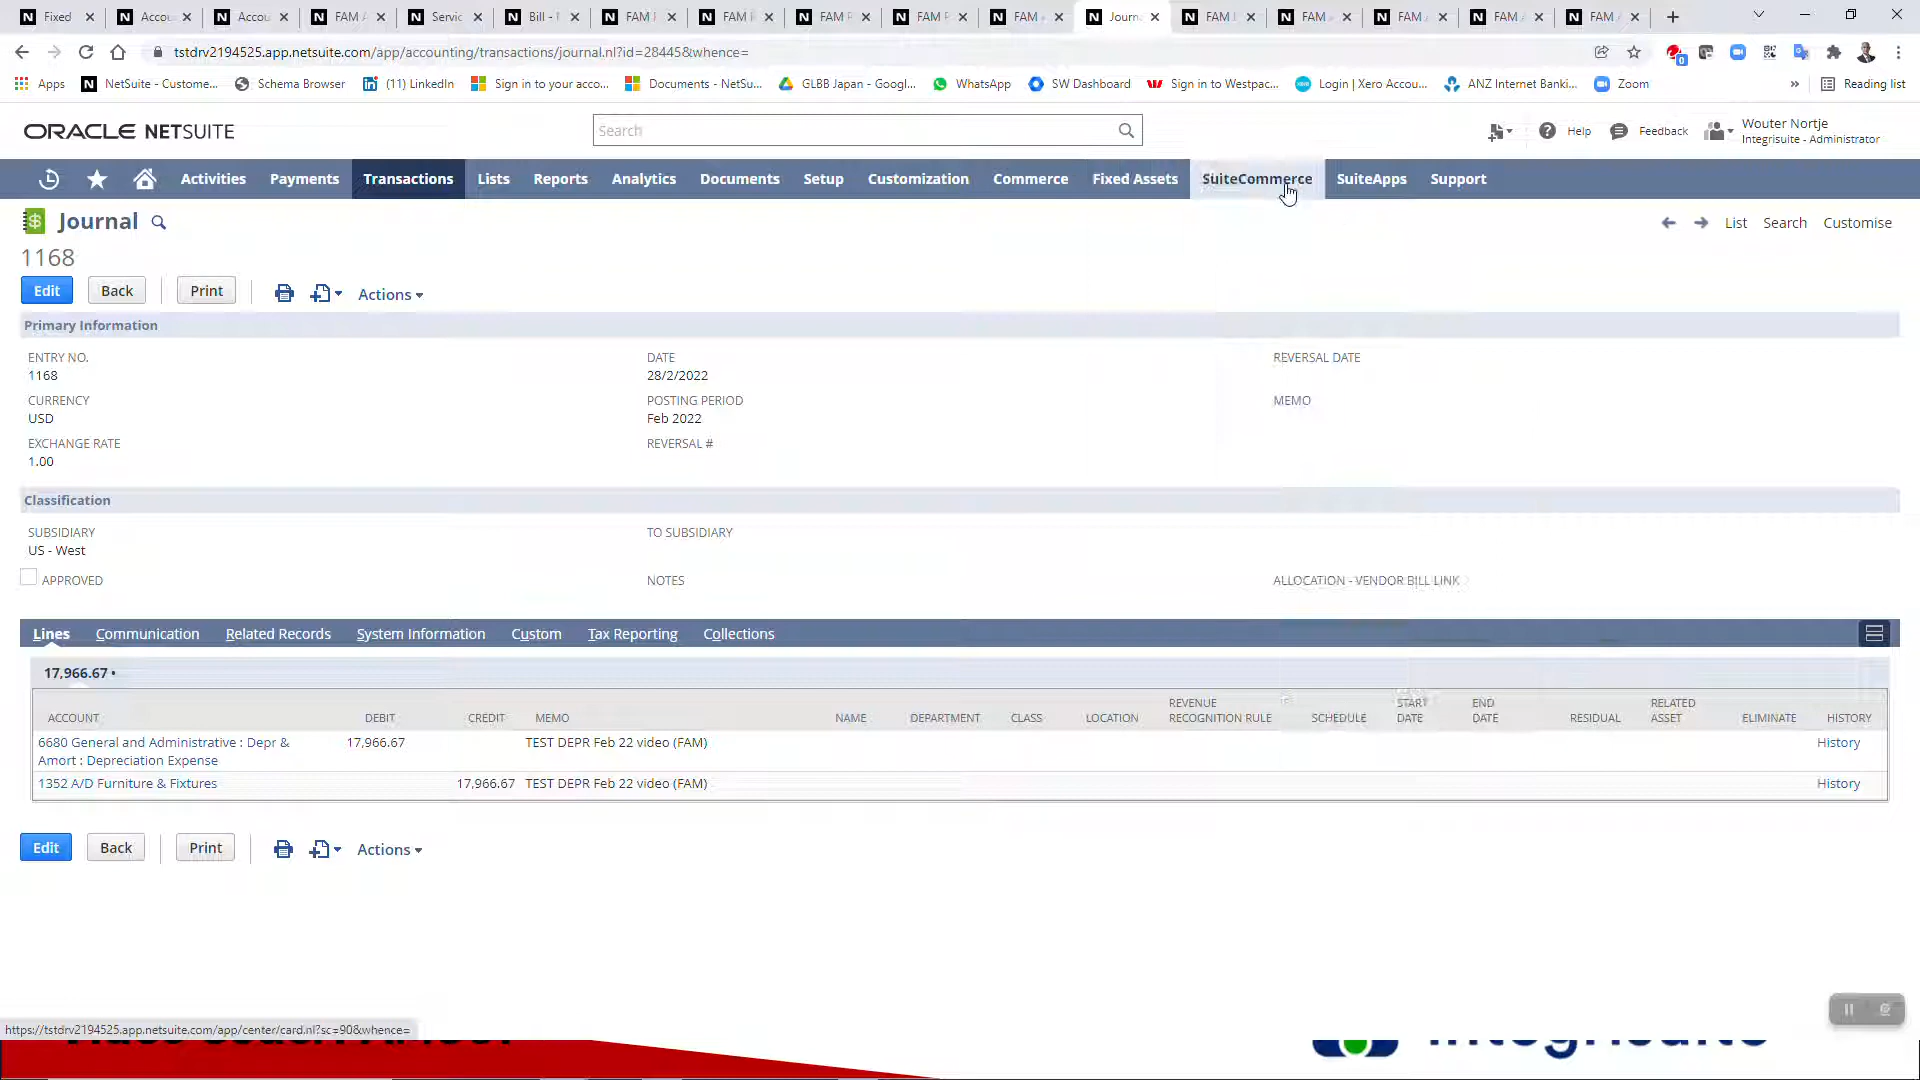 Fixed
Accou
Accou
FAM A
Servic
Bill - N
FAM
FAM
FAM F
FAM F
FAM
Journ
FAM
FAM
FAM
FAM
FAM
tstdrv2194525.app.netsuite.com/app/accounting/transactions/journal.nl?id=28445&whence=
Apps
NetSuite - Custome...
Schema Browser
(11) LinkedIn
Sign in to your acco...
Documents - NetSu...
GLBB Japan - Googl...
WhatsApp
SW Dashboard
Sign in to Westpac...
Login | Xero Accou...
ANZ Internet Banki...
Zoom
»
Reading list
ORACLE NETSUITE
Search
Help
Feedback
Wouter Nortje
Integrisuite - Administrator
Activities Payments Transactions Lists Reports Analytics Documents Setup Customization Commerce Fixed Assets SuiteCommerce SuiteApps Support
Journal
List Search Customise
1168
Edit Back Print Actions
Primary Information
ENTRY NO.
1168
DATE
28/2/2022
REVERSAL DATE
CURRENCY
USD
POSTING PERIOD
Feb 2022
MEMO
EXCHANGE RATE
1.00
REVERSAL #
Classification
SUBSIDIARY
US - West
TO SUBSIDIARY
APPROVED
NOTES
ALLOCATION - VENDOR BILL LINK
Lines Communication Related Records System Information Custom Tax Reporting Collections
17,966.67 •
ACCOUNT DEBIT CREDIT MEMO NAME DEPARTMENT CLASS LOCATION REVENUE RECOGNITION RULE SCHEDULE START DATE END DATE RESIDUAL RELATED ASSET ELIMINATE HISTORY
6680 General and Administrative : Depr & 17,966.67 TEST DEPR Feb 22 video (FAM) History
Amort : Depreciation Expense
1352 A/D Furniture & Fixtures 17,966.67 TEST DEPR Feb 22 video (FAM) History
Edit Back Print Actions
https://tstdrv2194525.app.netsuite.com/app/center/card.nl?sc=90&whence=
Integrisuite